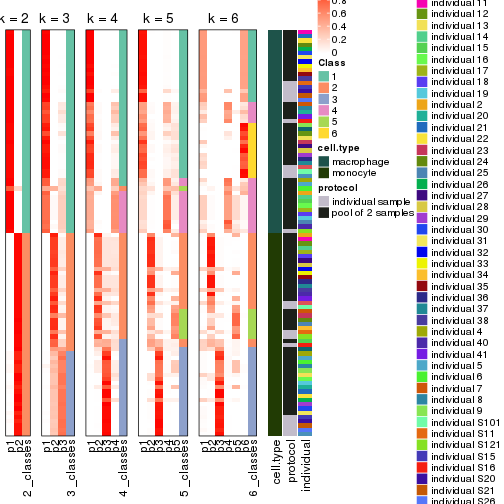 k = 2
k = 3
k = 4
k = 5
k = 6
0.8
0.6
0.4
0.2
0
Class
1
2
3
4
5
6
cell.type
macrophage
monocyte
protocol
individual sample
pool of 2 samples
individual 11
individual 12
individual 13
individual 14
individual 15
individual 16
individual 17
individual 18
individual 19
individual 2
individual 20
individual 21
individual 22
individual 23
individual 24
individual 25
individual 26
individual 27
individual 28
individual 29
individual 30
individual 31
individual 32
individual 33
individual 34
individual 35
individual 36
individual 37
individual 38
individual 4
individual 40
individual 41
individual 5
individual 6
individual 7
individual 8
individual 9
individual S101
individual S11
individual S121
individual S15
individual S16
individual S20
individual S21
individual S26
p1
p2
2_classes
p1
p2
p3
3_classes
p1
p2
p3
p4
4_classes
p1
p2
p3
p4
p5
5_classes
p1
p2
p3
p4
p5
p6
6_classes
cell.type
protocol
individual